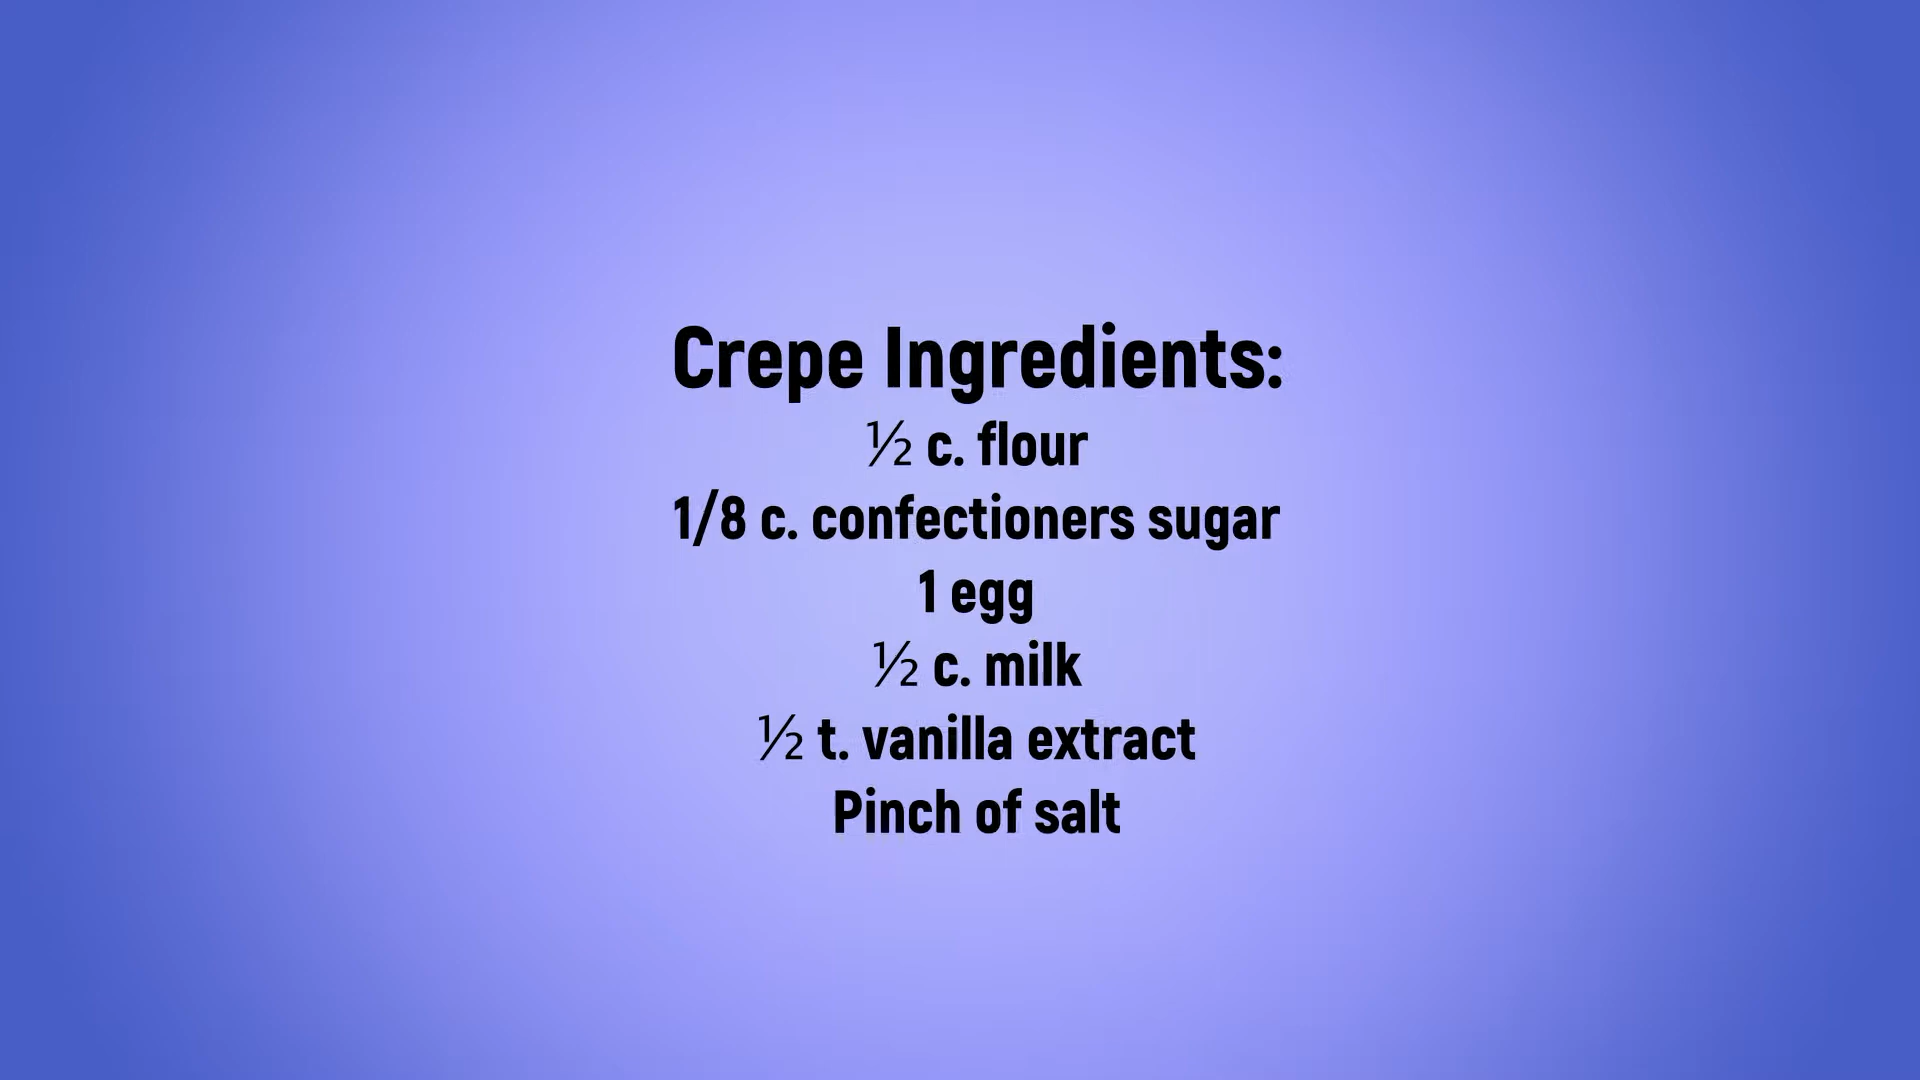 Crepe Ingredients:
½ c. flour
1/8 c. confectioners sugar
1 egg
½ c. milk
½ t. vanilla extract
Pinch of salt